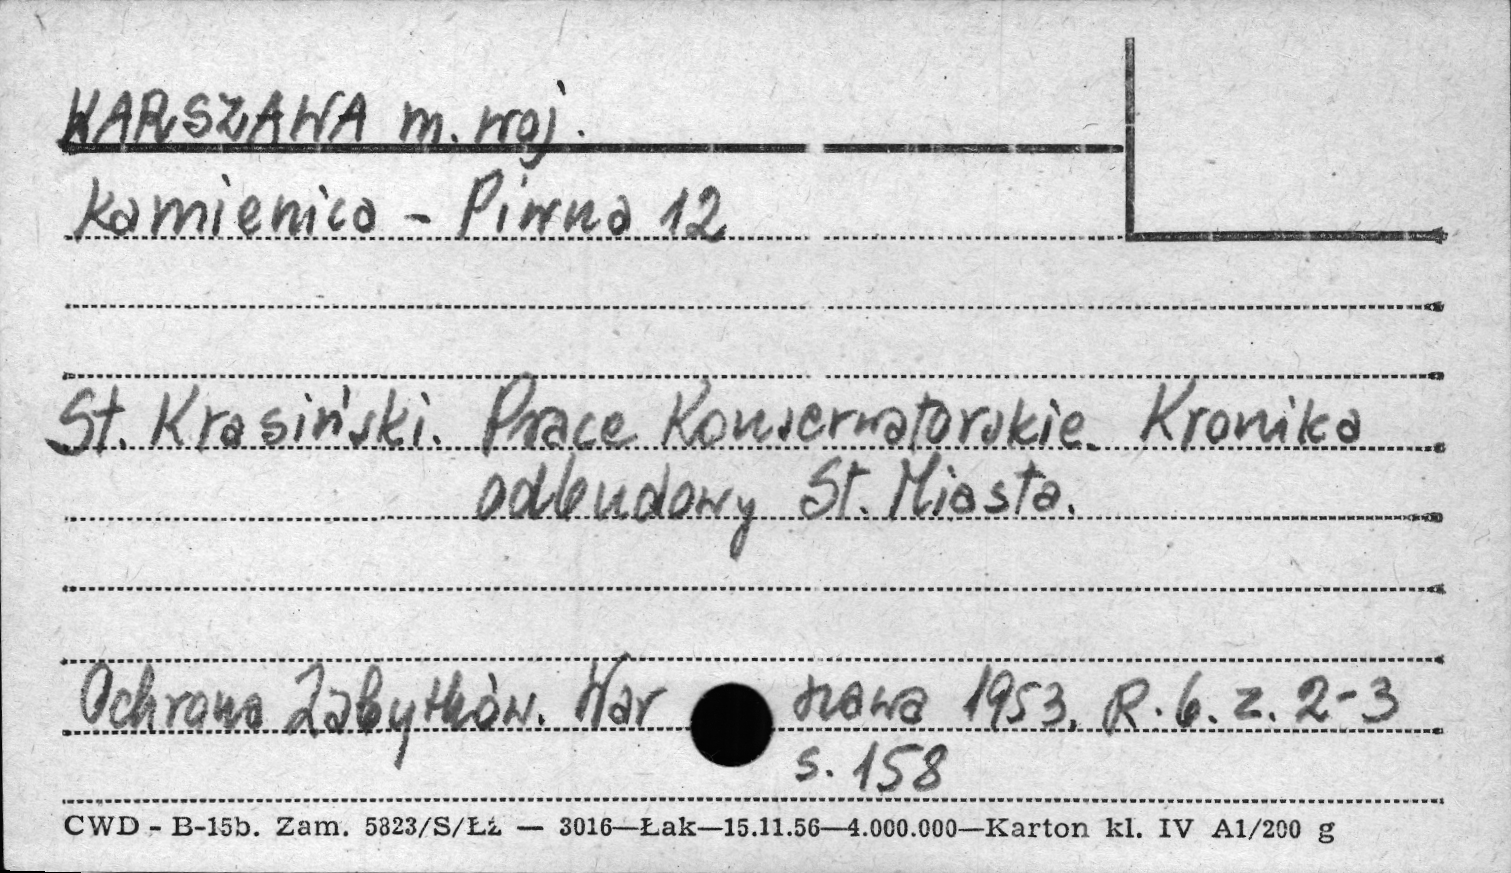 WARSZAWA m. woj.
Kamienica - Piwna 12
St. Krasiński. Prace Konserwatorskie. Kronika
odbudowy St. Miasta.
Ochrona Zabytków. War szawa 1953. R. 6. z. 2-3
s. 158
CWD - B-15b. Zam. 5823/S/ŁŻ — 3016—Łak—15.11.56—4.000.000—Karton kl. IV A1/200 g